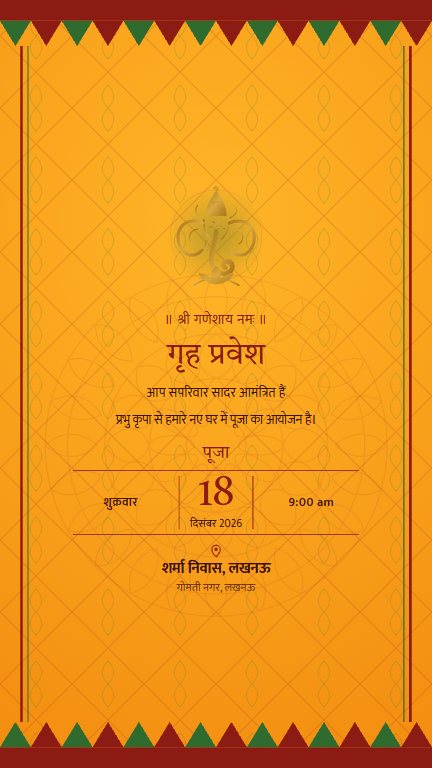 ॥ श्री गणेशाय नमः ॥
गृह प्रवेश
आप सपरिवार सादर आमंत्रित हैं
प्रभु कृपा से हमारे नए घर में पूजा का आयोजन है।
पूजा
शुक्रवार
18
दिसंबर 2026
9:00 am
शर्मा निवास, लखनऊ
गोमती नगर, लखनऊ